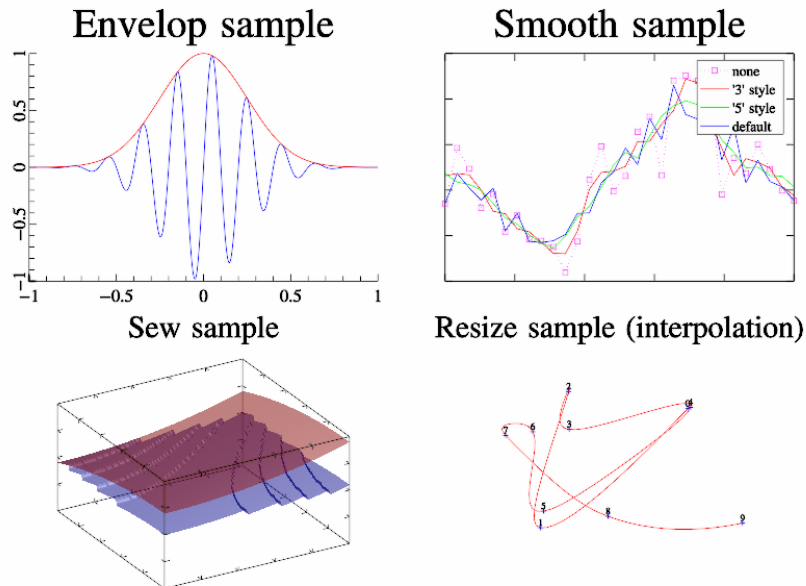 Envelop sample
1
0.5
0
−0.5
−1
−1
−0.5
0
0.5
1
Smooth sample
none
'3' style
'5' style
default
Sew sample
Resize sample (interpolation)
2
4
3
7
6
5
1
8
9